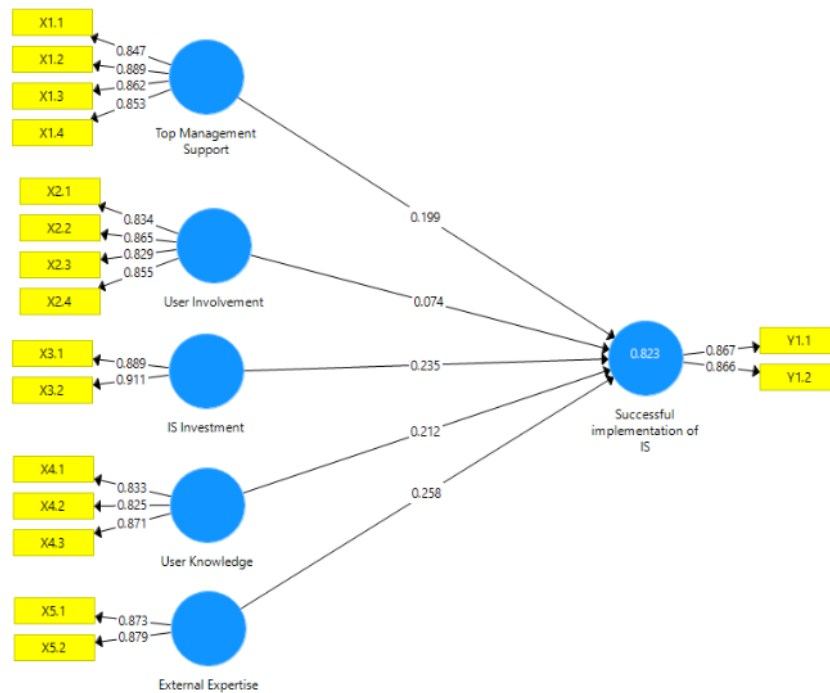 X1.1
0.847
X1.2
0.889
X1.3
0.862
X1.4
0.853
Top Management
Support
0.199
X2.1
0.834
X2.2
0.865
X2.3
0.829
X2.4
0.855
User Involvement
0.074
X3.1
0.889
X3.2
0.911
IS Investment
0.235
0.823
Successful
implementation of
IS
0.867
Y1.1
0.866
Y1.2
X4.1
0.833
X4.2
0.825
X4.3
0.871
User Knowledge
0.212
X5.1
0.873
X5.2
0.879
External Expertise
0.258